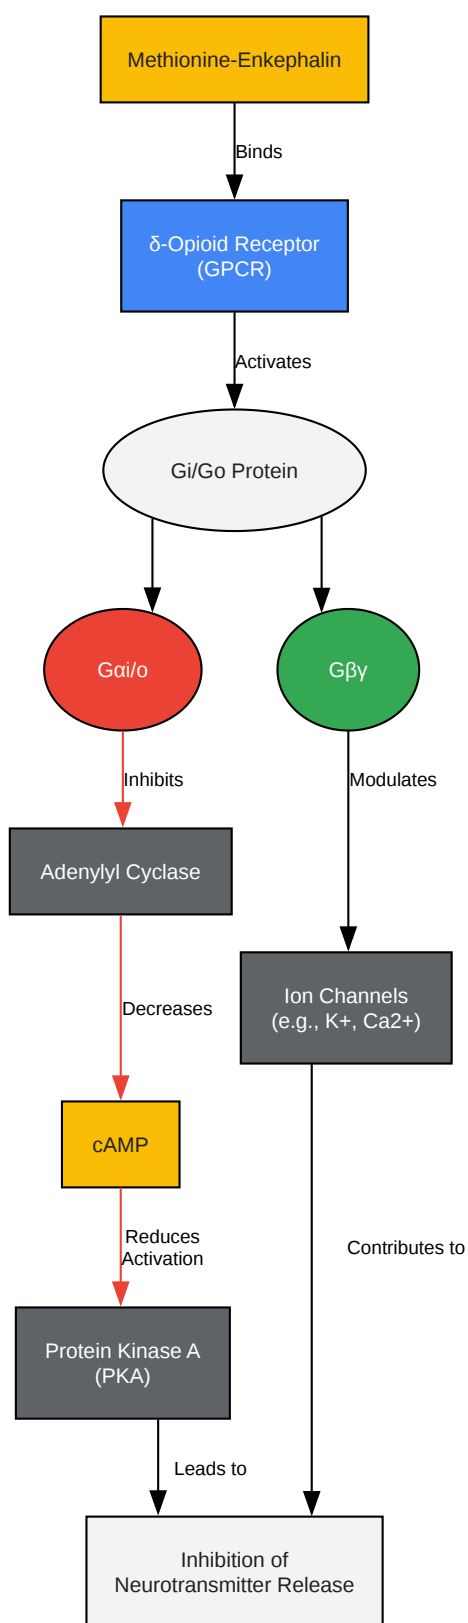 Methionine-Enkephalin
Binds
δ-Opioid Receptor
(GPCR)
Activates
Gi/Go Protein
Gαi/o
Gβγ
Inhibits
Modulates
Adenylyl Cyclase
Ion Channels
(e.g., K+, Ca2+)
Decreases
cAMP
Reduces
Activation
Contributes to
Protein Kinase A
(PKA)
Leads to
Inhibition of
Neurotransmitter Release